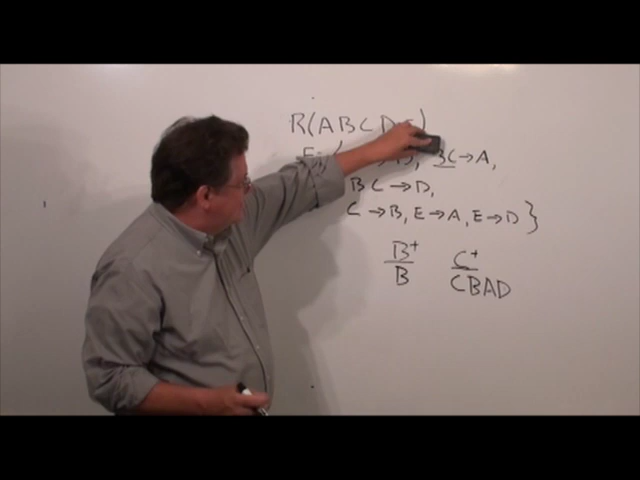 R(ABCD
F= { → D, BC→A,
BC→D,
C→B, E→A, E→D }
B+ C+
B CBAD